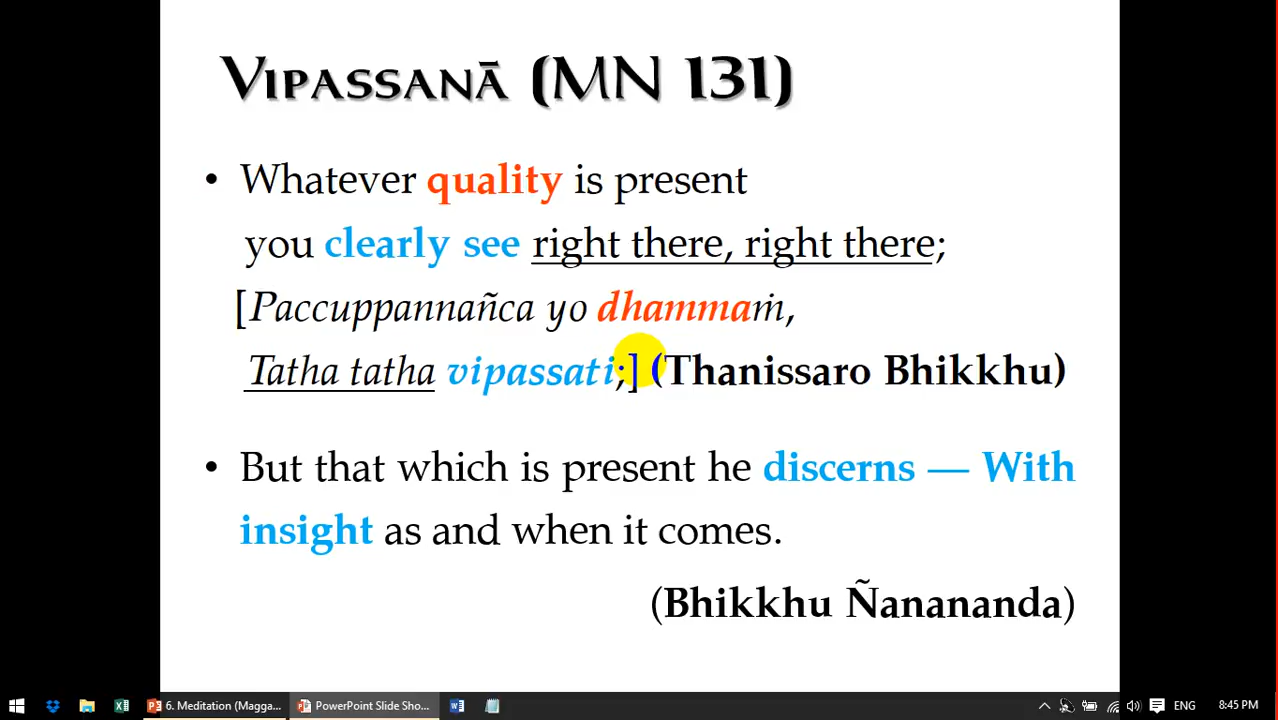 Vipassanā (MN 131)
• Whatever quality is present
you clearly see right there, right there;
[Paccuppannañca yo dhammaṁ,
Tatha tatha vipassati;] (Thanissaro Bhikkhu)
• But that which is present he discerns — With
insight as and when it comes.
(Bhikkhu Ñanananda)
6. Meditation (Magga... PowerPoint Slide Sho... ENG 8:45 PM